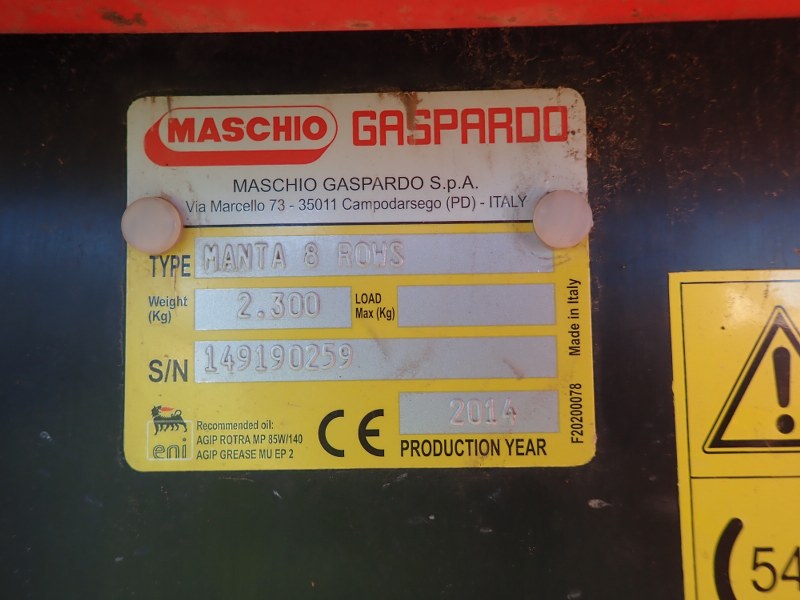 MASCHIO GASPARDO
MASCHIO GASPARDO S.p.A.
Via Marcello 73 - 35011 Campodarsego (PD) - ITALY
TYPE MANTA 8 ROWS
Weight (Kg) 2.300 LOAD Max (Kg)
S/N 149190259
eni
Recommended oil:
AGIP ROTRA MP 85W/140
AGIP GREASE MU EP 2
CE
2014
PRODUCTION YEAR
F20200078 Made in Italy
54